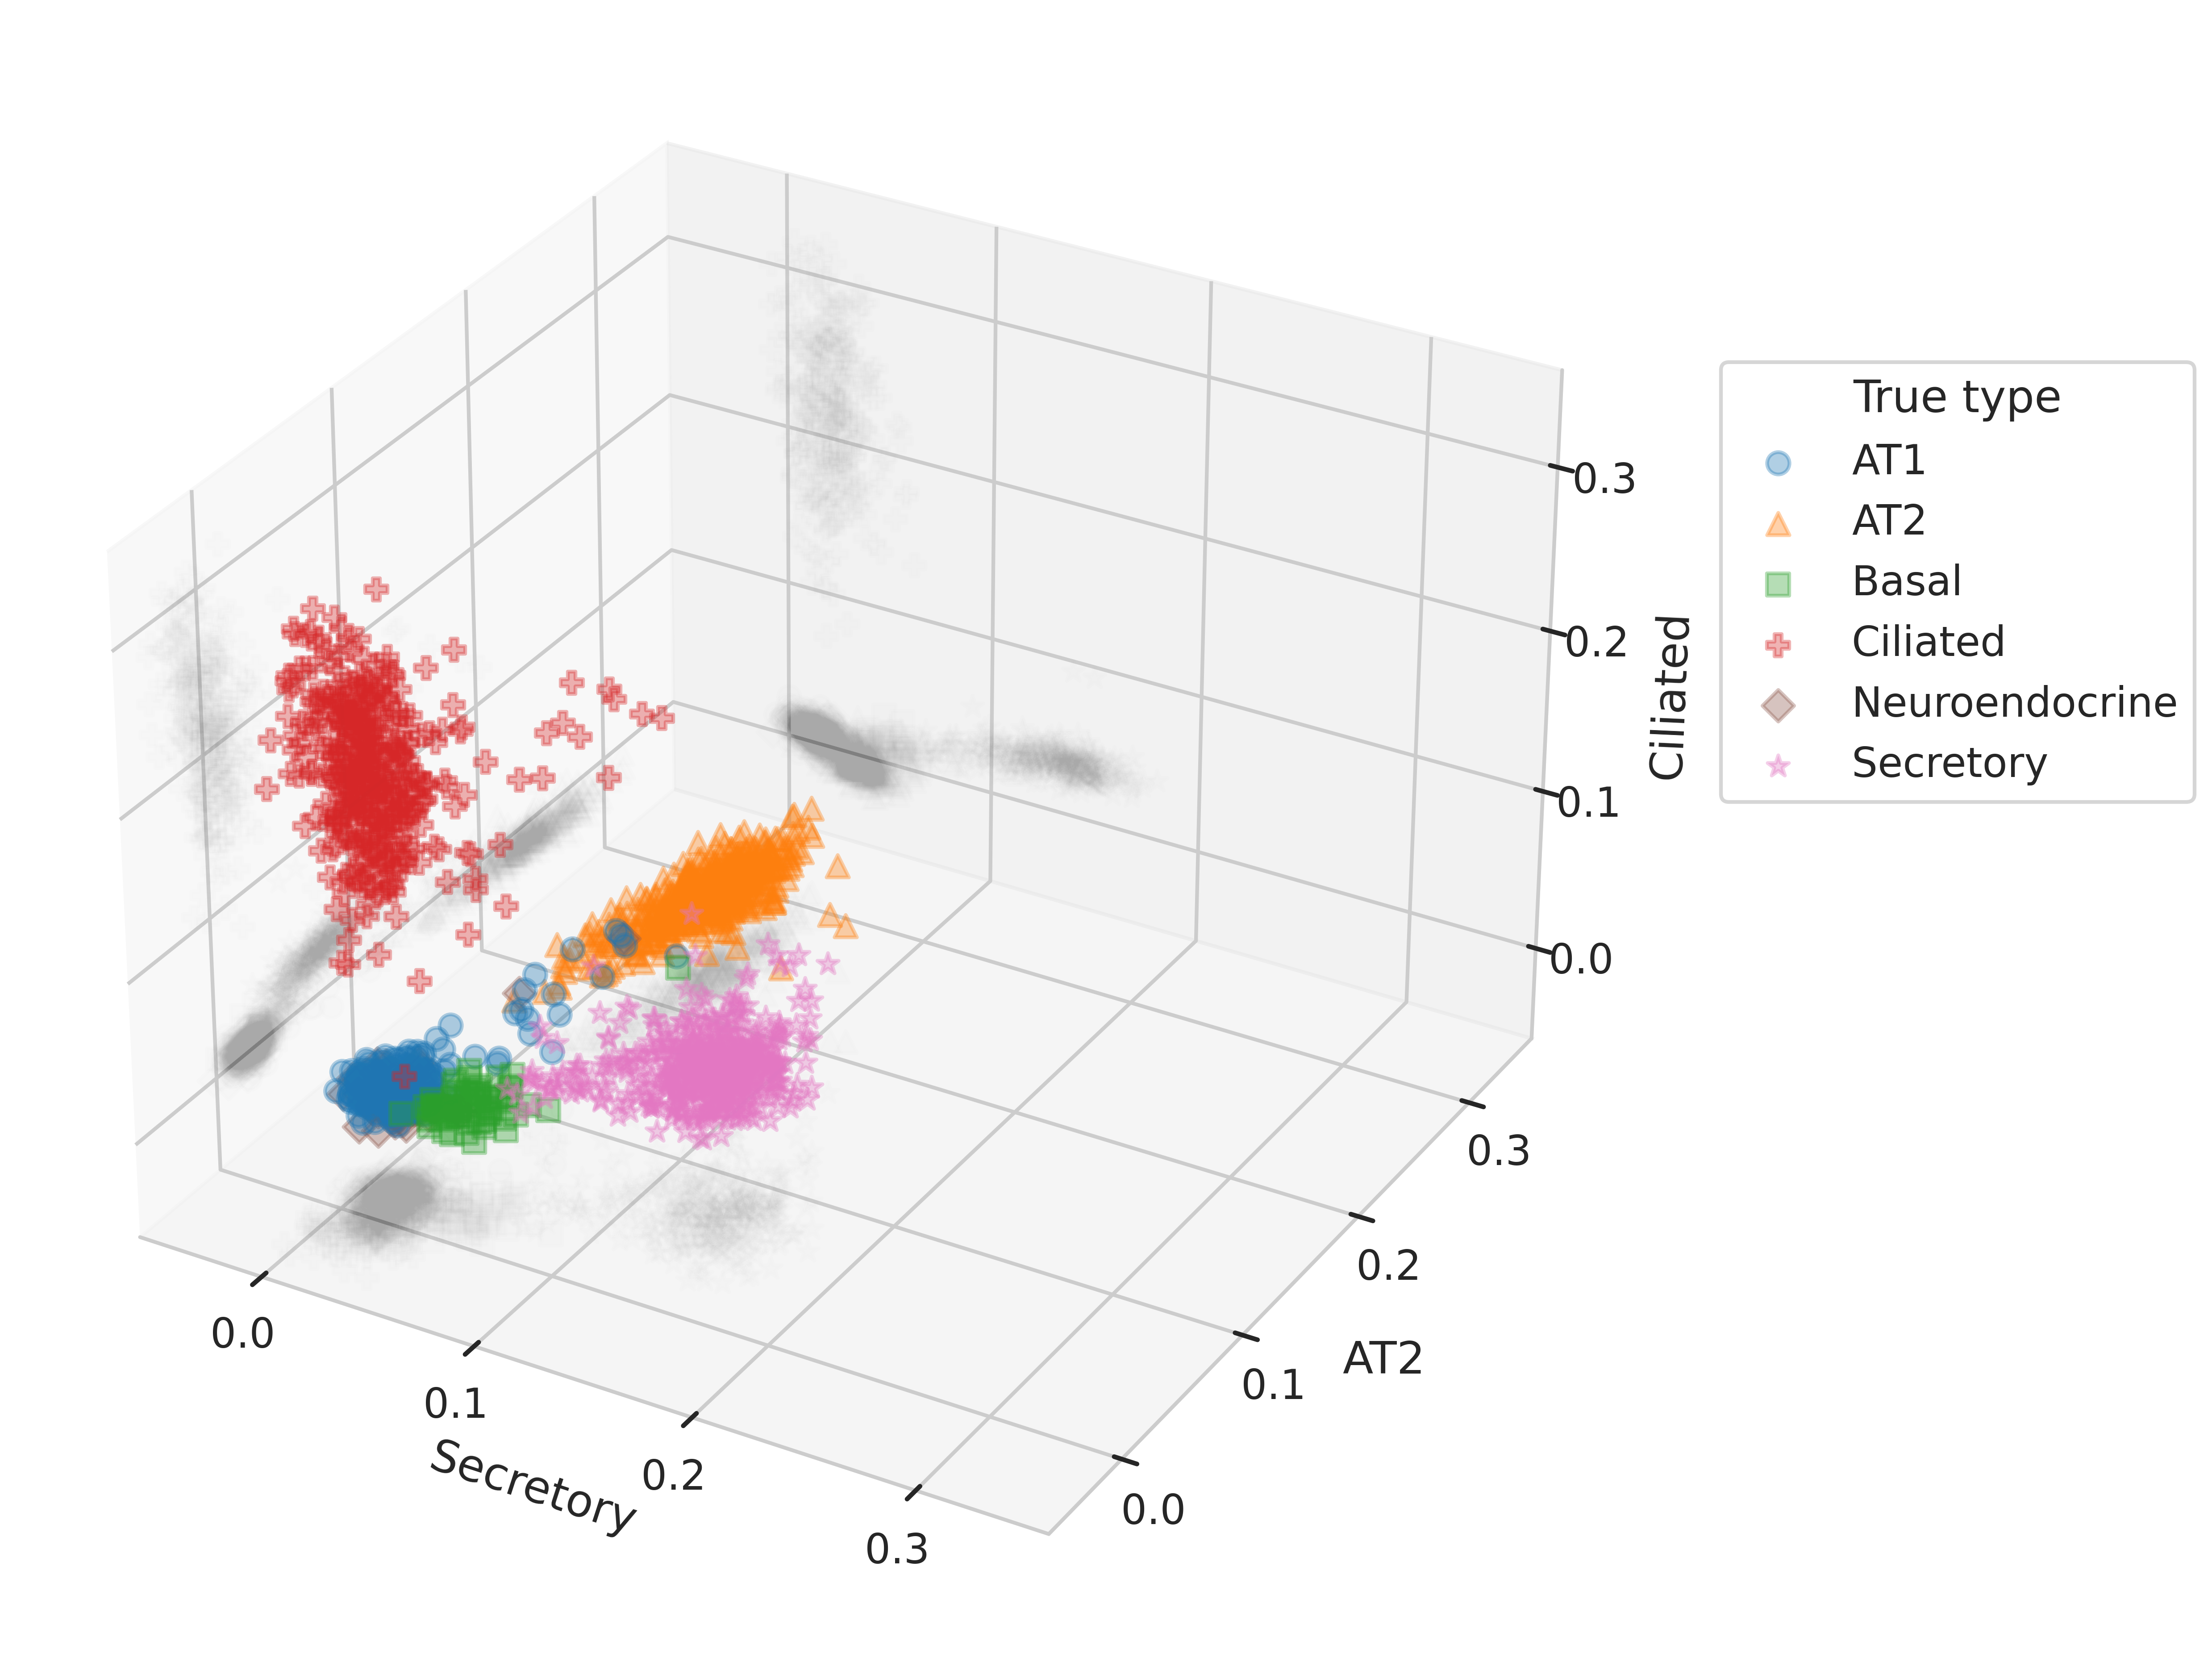 True type
AT1
AT2
Basal
Ciliated
Neuroendocrine
Secretory
0.3
0.2
0.1
0.0
Ciliated
0.3
0.2
0.1
0.0
AT2
0.0
0.1
0.2
0.3
Secretory